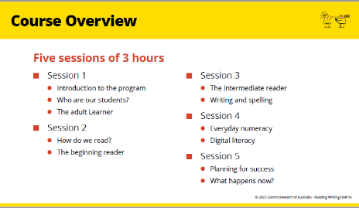 Course Overview
Five sessions of 3 hours
Session 1
Introduction to the program
Who are our students?
The adult Learner
Session 2
How do we read?
The beginning reader
Session 3
The intermediate reader
Writing and spelling
Session 4
Everyday numeracy
Digital literacy
Session 5
Planning for success
What happens now?
Commonwealth of Australia Reading Writing Hotline